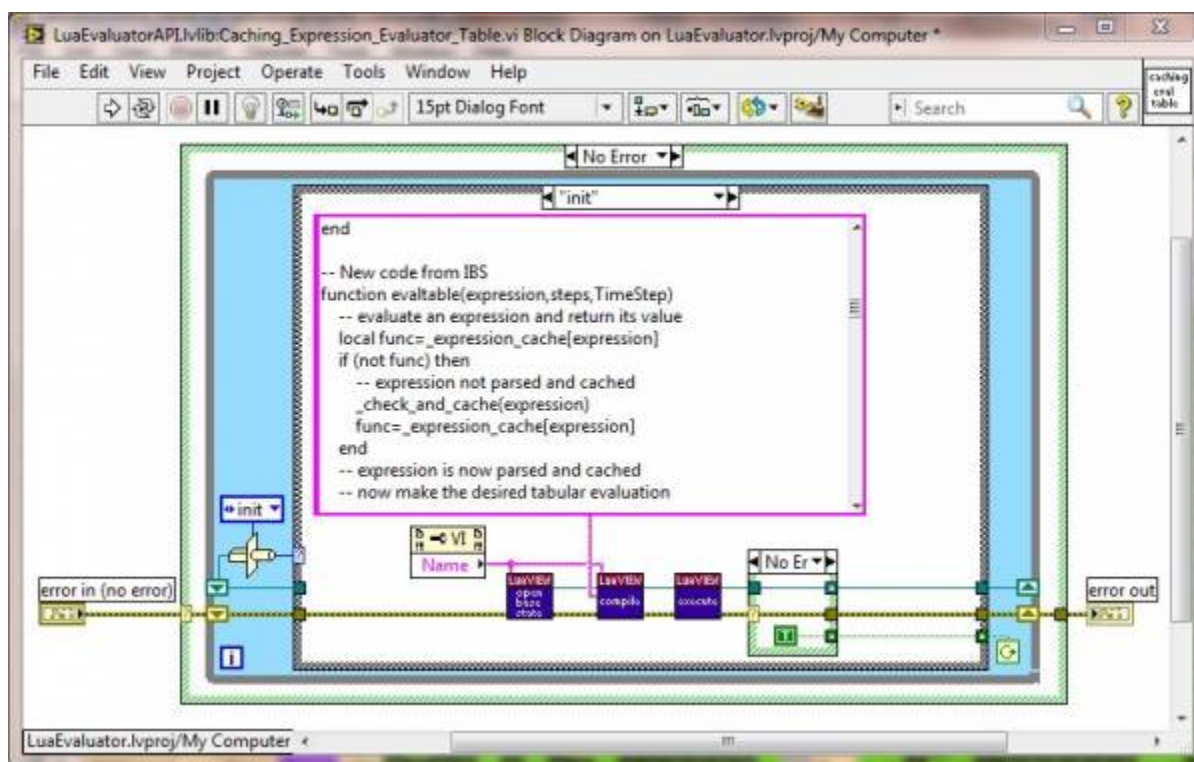 LuaEvaluatorAPI.lvlib:Caching_Expression_Evaluator_Table.vi Block Diagram on LuaEvaluator.lvproj/My Computer *
File Edit View Project Operate Tools Window Help
15pt Dialog Font
Search
caching
eval
table
No Error
"init"
end
-- New code from IBS
function evaltable(expression,steps,TimeStep)
-- evaluate an expression and return its value
local func=_expression_cache[expression]
if (not func) then
-- expression not parsed and cached
_check_and_cache(expression)
func=_expression_cache[expression]
end
-- expression is now parsed and cached
-- now make the desired tabular evaluation
init
VI
Name
No Er
LuaVIEW
open
base
state
LuaVIEW
compile
LuaVIEW
execute
error in (no error)
error out
i
LuaEvaluator.lvproj/My Computer